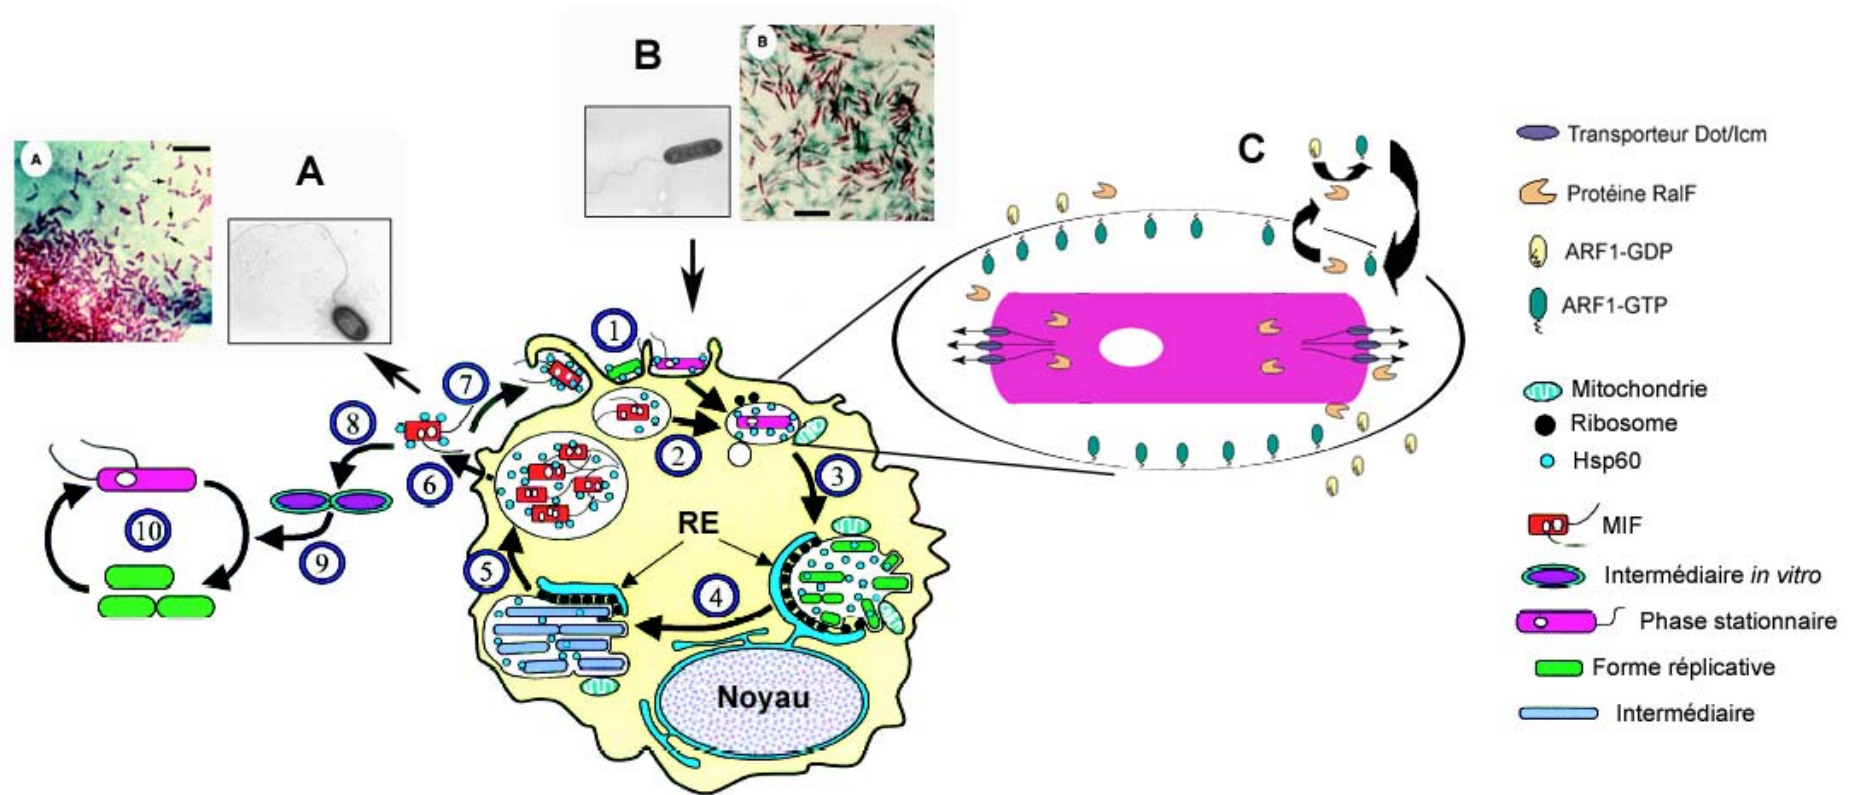 B
B
A
A
C
1
2
3
4
5
6
7
8
9
10
RE
Noyau
Transporteur Dot/Icm
Protéine RalF
ARF1-GDP
ARF1-GTP
Mitochondrie
Ribosome
Hsp60
MIF
Intermédiaire in vitro
Phase stationnaire
Forme réplicative
Intermédiaire